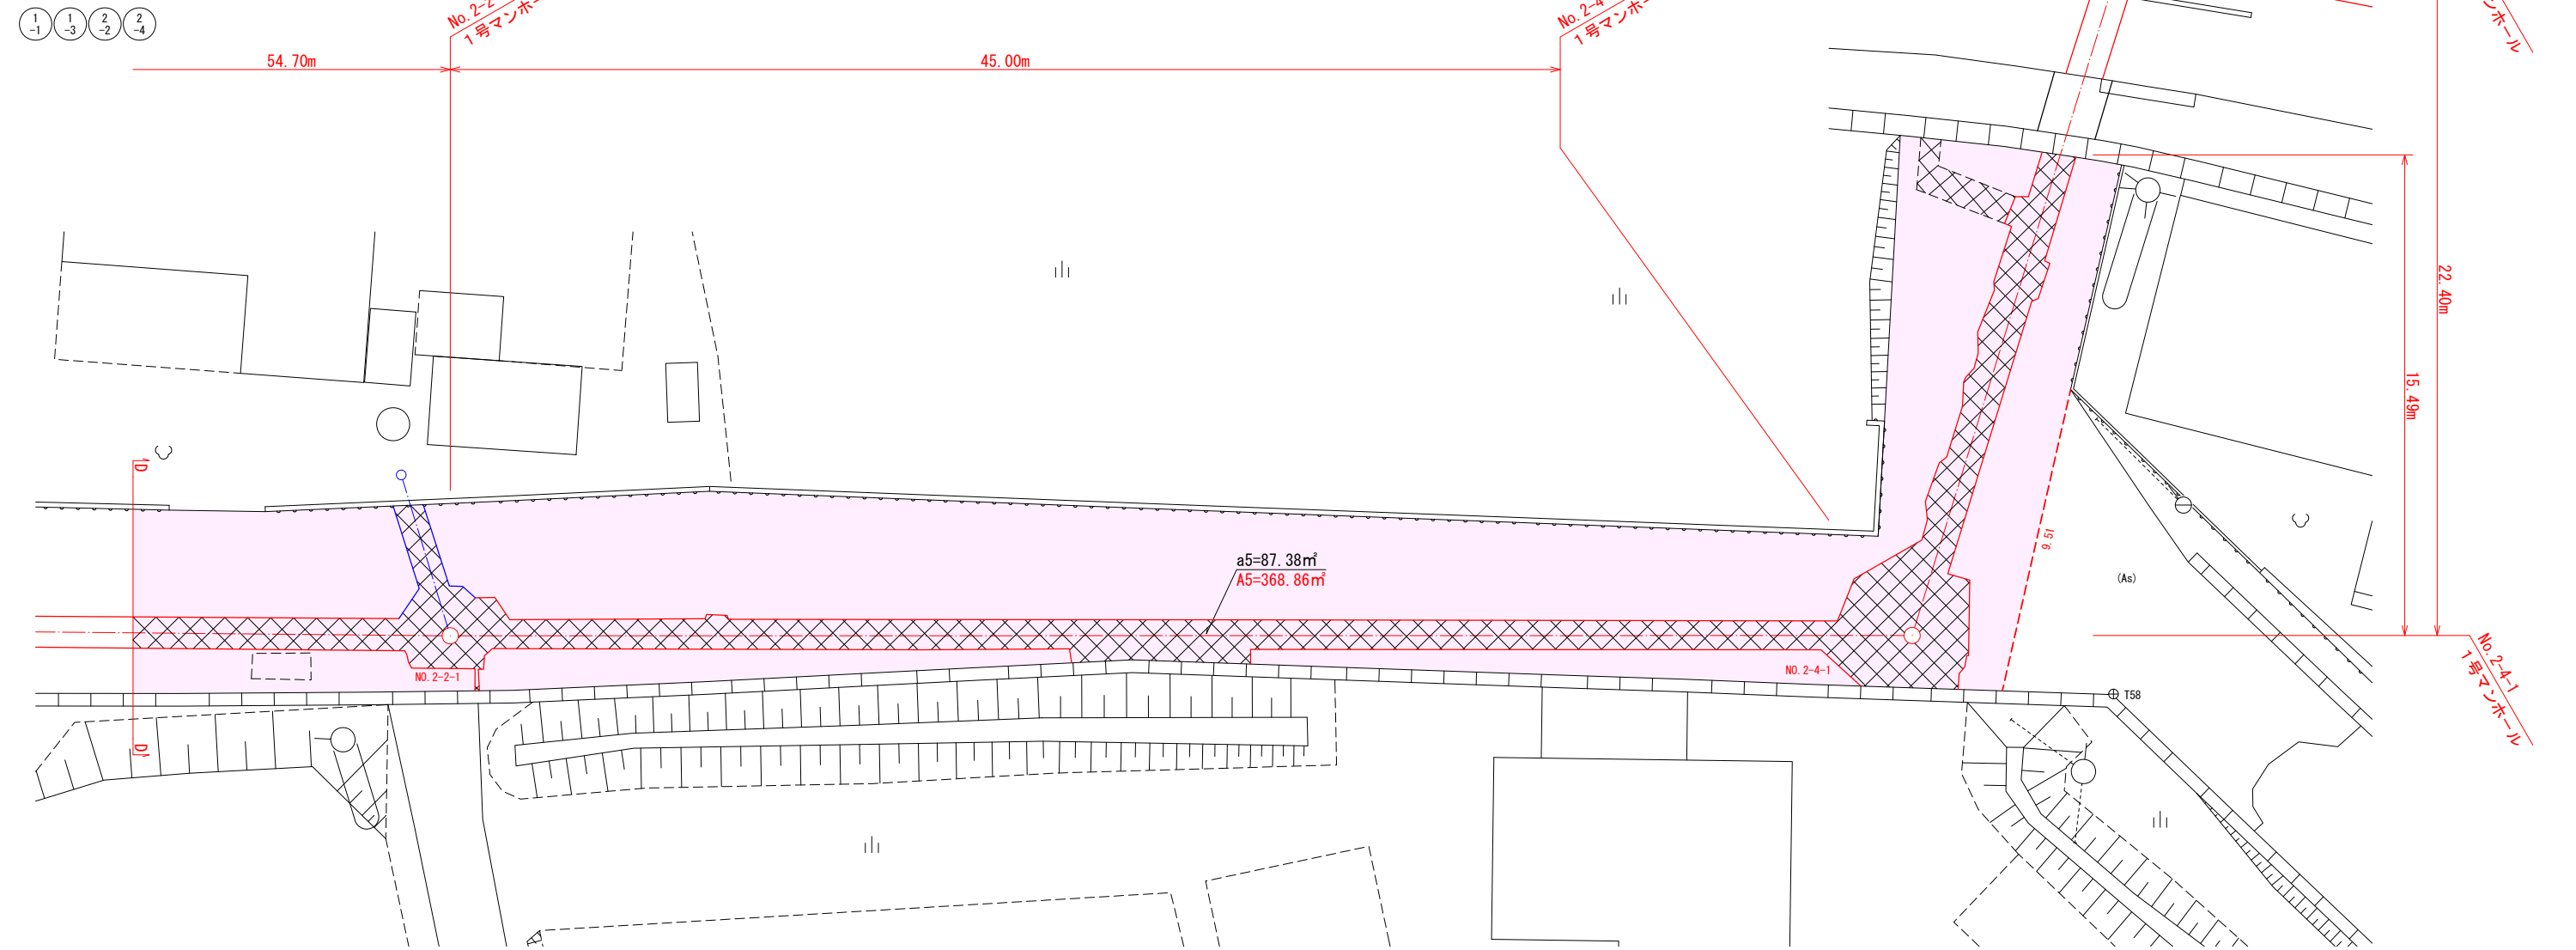 1 1 2 2
-1 -3 -2 -4
No.2-2
1号マンホ
No.2-4
1号マンホ
ンホール
54.70m
45.00m
22.40m
15.49m
D
a5=87.38㎡
A5=368.86㎡
9.51
(As)
NO.2-2-1
NO.2-4-1
T58
No.2-4-1
1号マンホール
D'